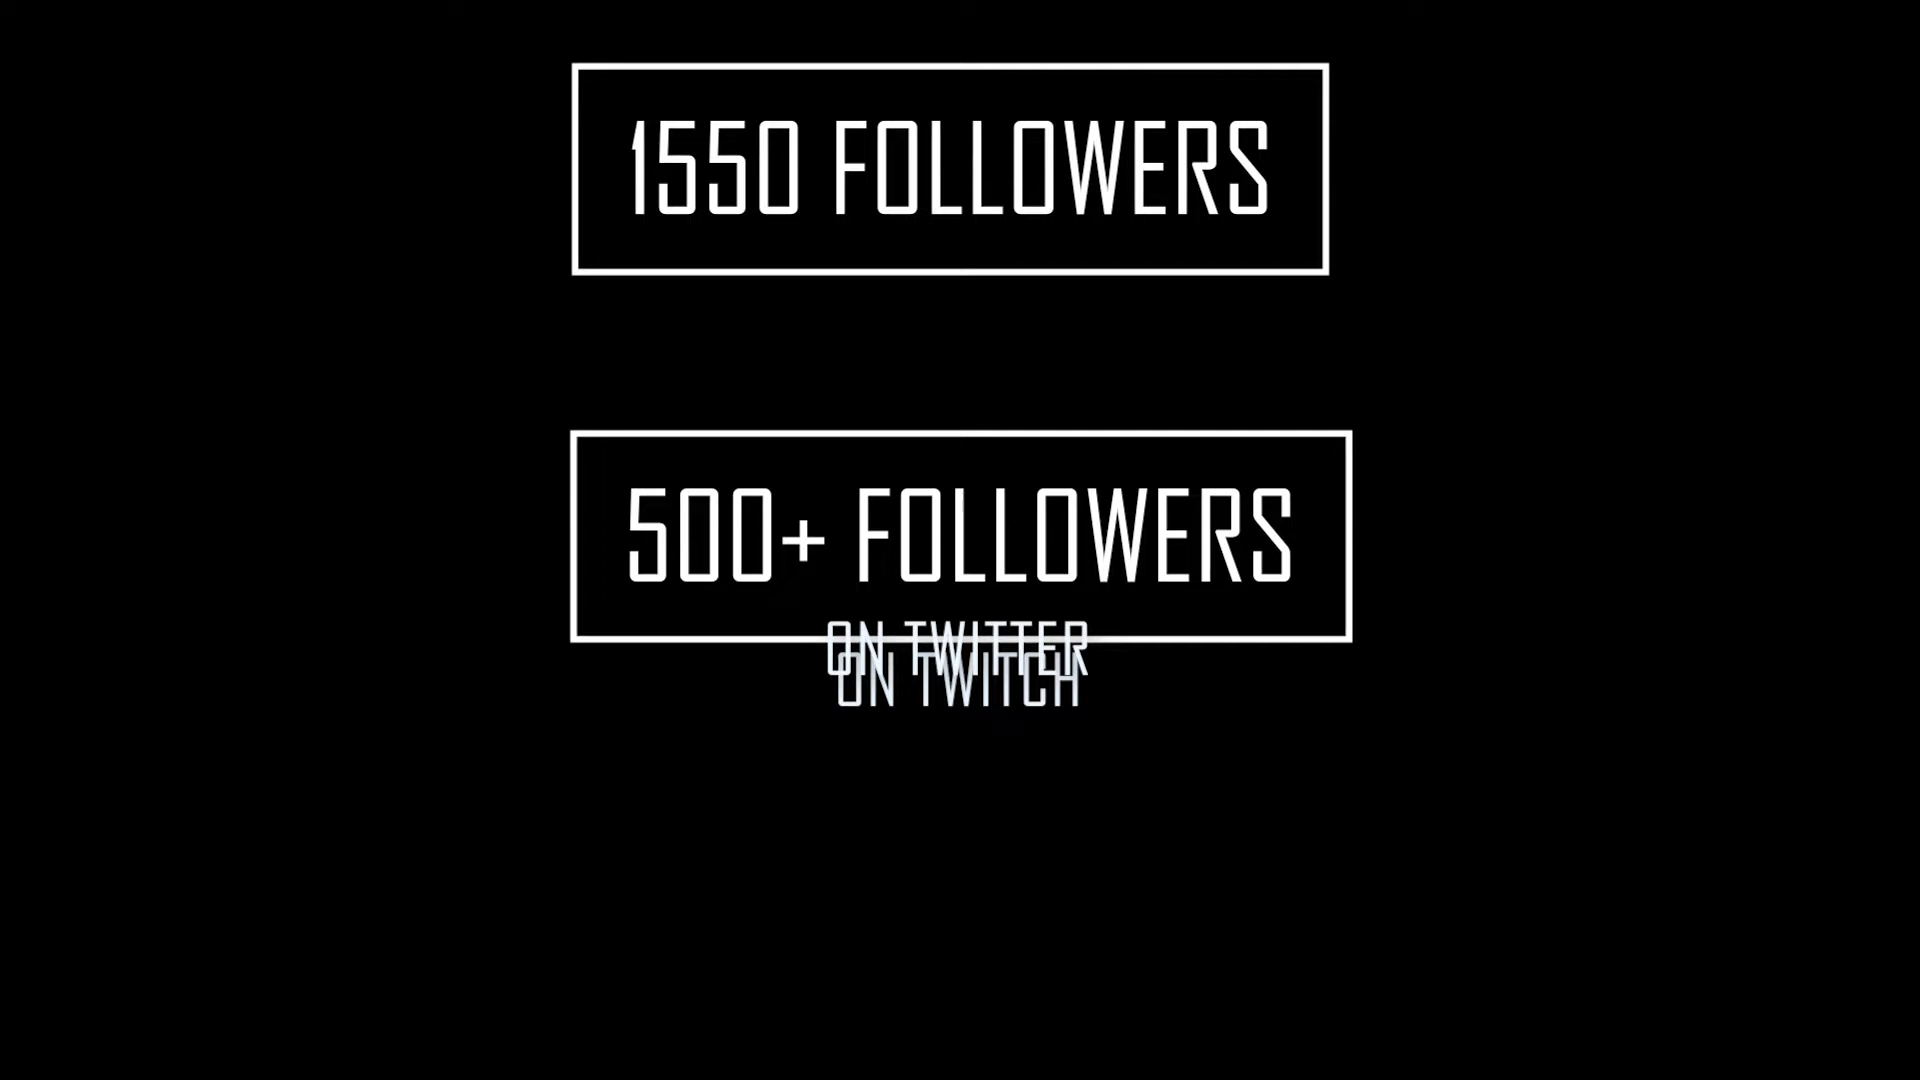 1550 FOLLOWERS
500+ FOLLOWERS
ON TWITTER
ON TWITCH